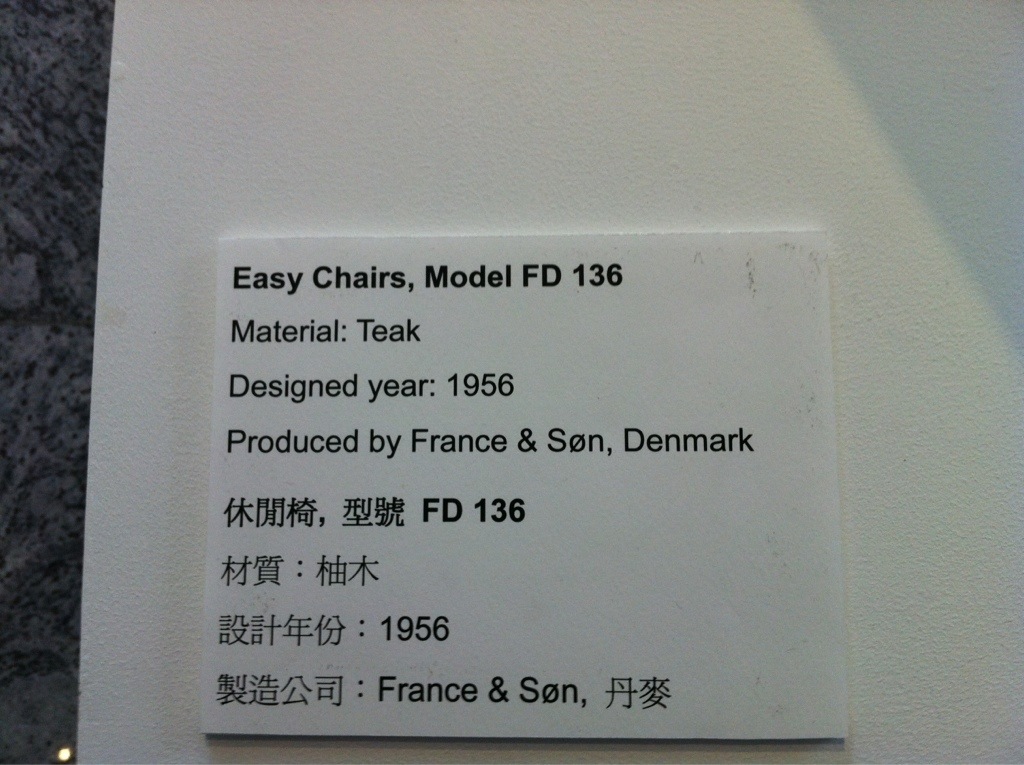 Easy Chairs, Model FD 136
Material: Teak
Designed year: 1956
Produced by France & Søn, Denmark
休閒椅, 型號 FD 136
材質：柚木
設計年份：1956
製造公司：France & Søn, 丹麥